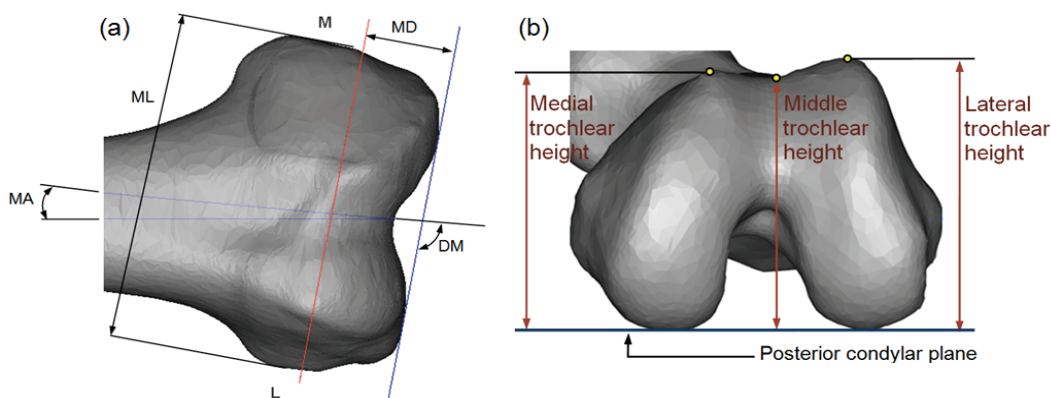 (a)
M
MD
ML
MA
DM
L
(b)
Medial
trochlear
height
Middle
trochlear
height
Lateral
trochlear
height
Posterior condylar plane